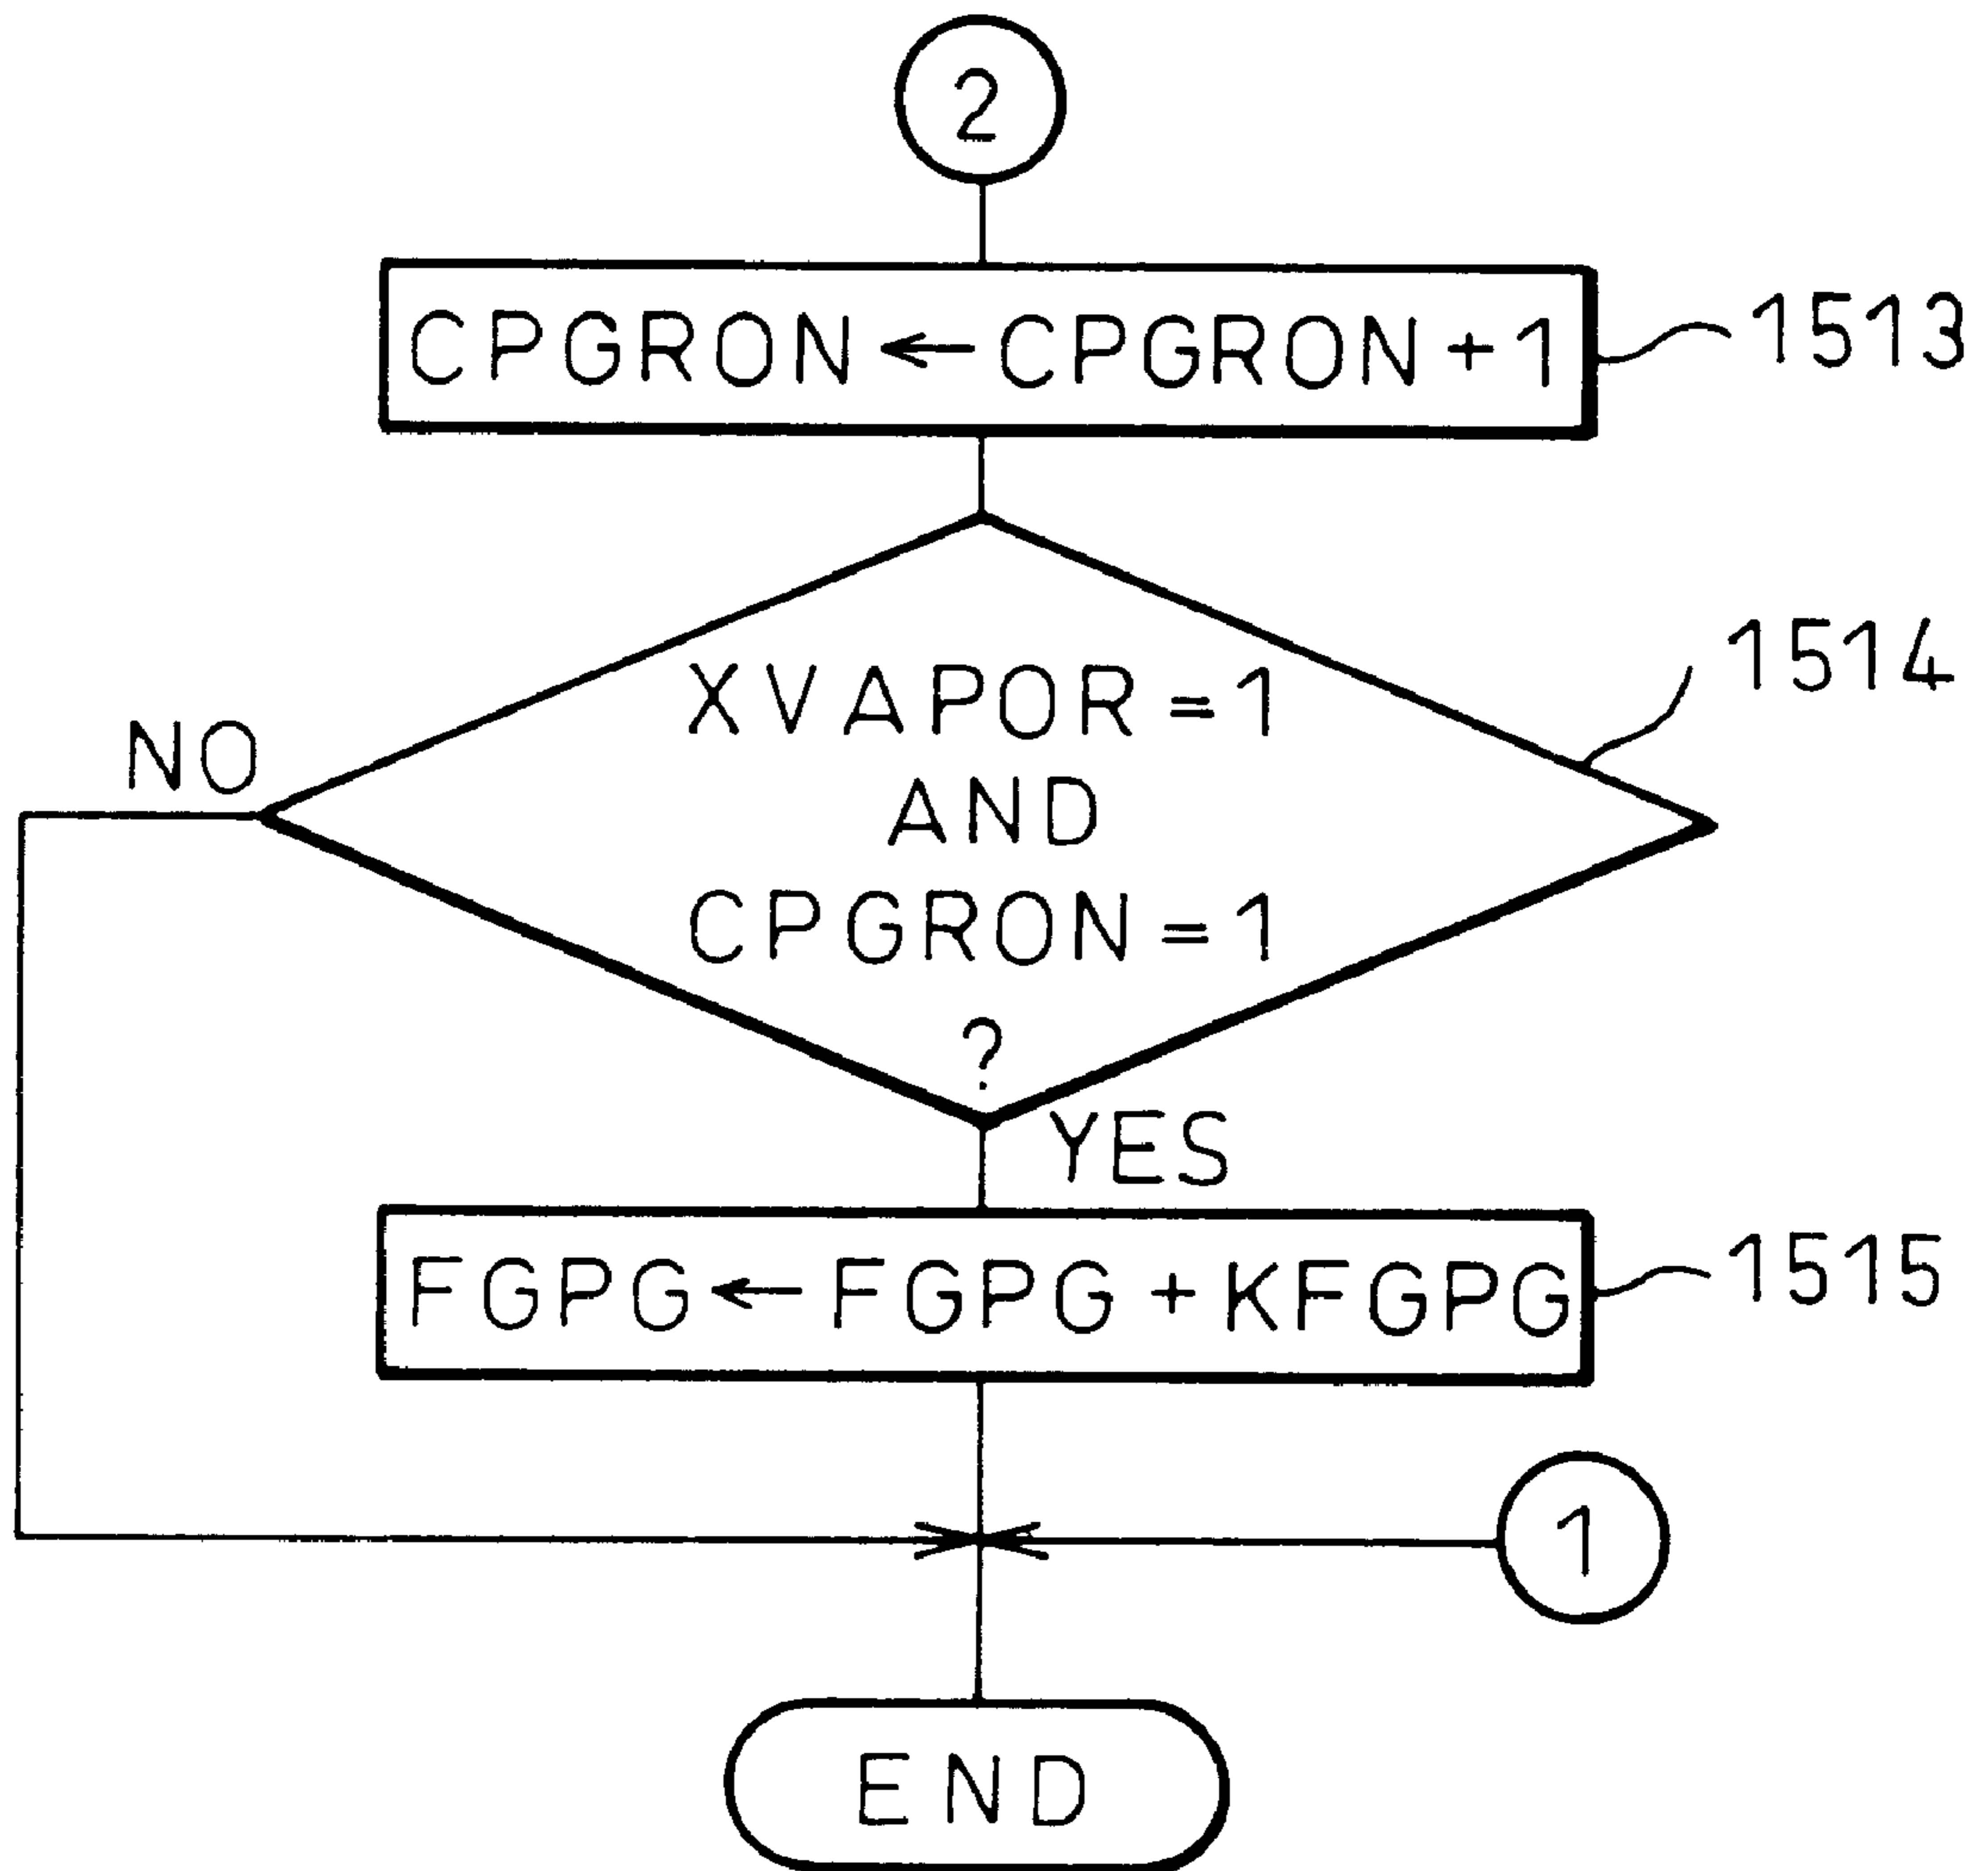 2
CPGRON ← CPGRON + 1
1513
XVAPOR = 1
AND
CPGRON = 1
?
1514
NO
YES
FGPG ← FGPG + KFGPG
1515
1
END